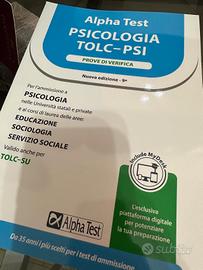 Alpha Test
PSICOLOGIA
TOLC-PSI
PROVE DI VERIFICA
Nuova edizione - 9ª
Per l'ammissione a
PSICOLOGIA
nelle Università statali e private
e ai corsi di laurea delle aree:
EDUCAZIONE
SOCIOLOGIA
SERVIZIO SOCIALE
Valido anche per
TOLC-SU
Include MyDesk
L'esclusiva
piattaforma digitale
per potenziare
la tua preparazione
Alpha Test
Da 35 anni i più scelti per i test di ammissione
subito